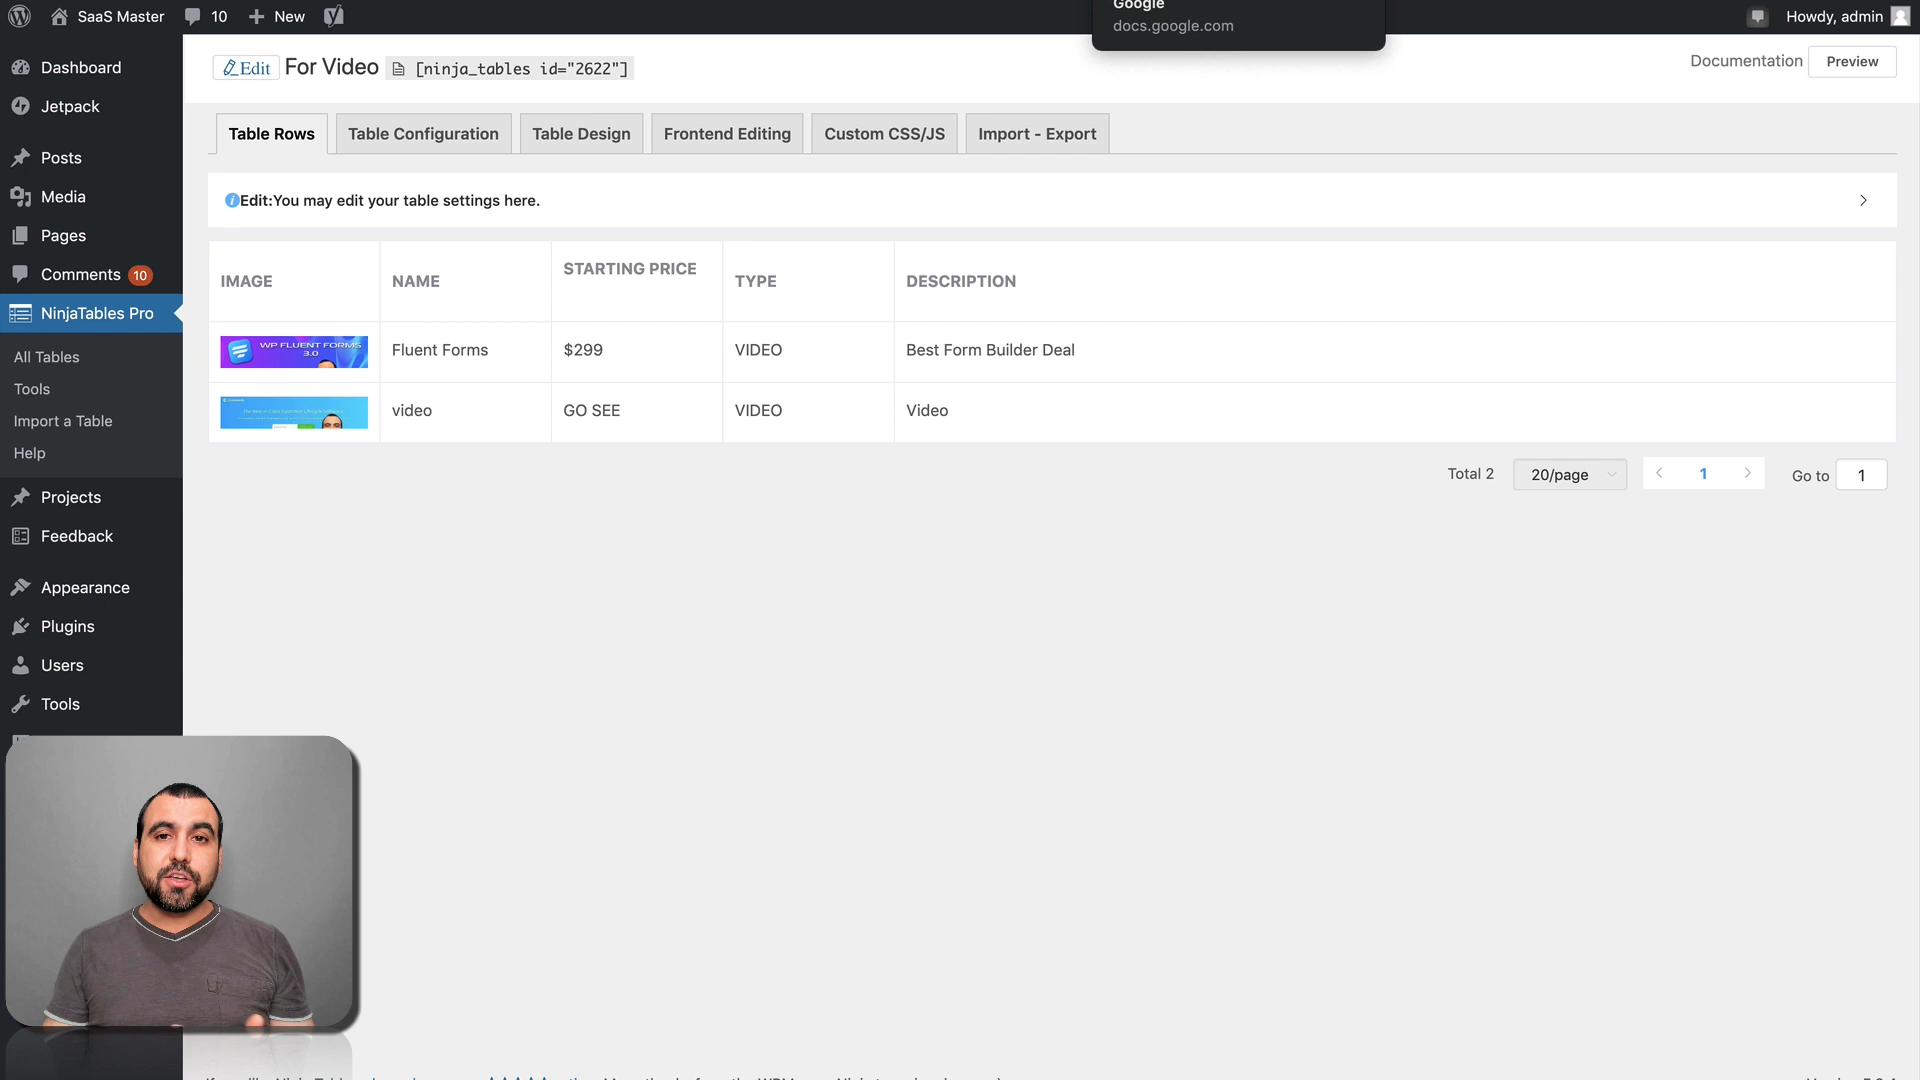 SaaS Master
10
New
Google
docs.google.com
Howdy, admin
Dashboard
Jetpack
Posts
Media
Pages
Comments 10
NinjaTables Pro
All Tables
Tools
Import a Table
Help
Projects
Feedback
Appearance
Plugins
Users
Tools
Edit For Video [ninja_tables id="2622"]
Documentation
Preview
Table Rows
Table Configuration
Table Design
Frontend Editing
Custom CSS/JS
Import - Export
Edit:You may edit your table settings here.
IMAGE NAME STARTING PRICE TYPE DESCRIPTION
WP FLUENT FORMS
3.0
Fluent Forms $299 VIDEO Best Form Builder Deal
video GO SEE VIDEO Video
Total 2 20/page 1 Go to 1